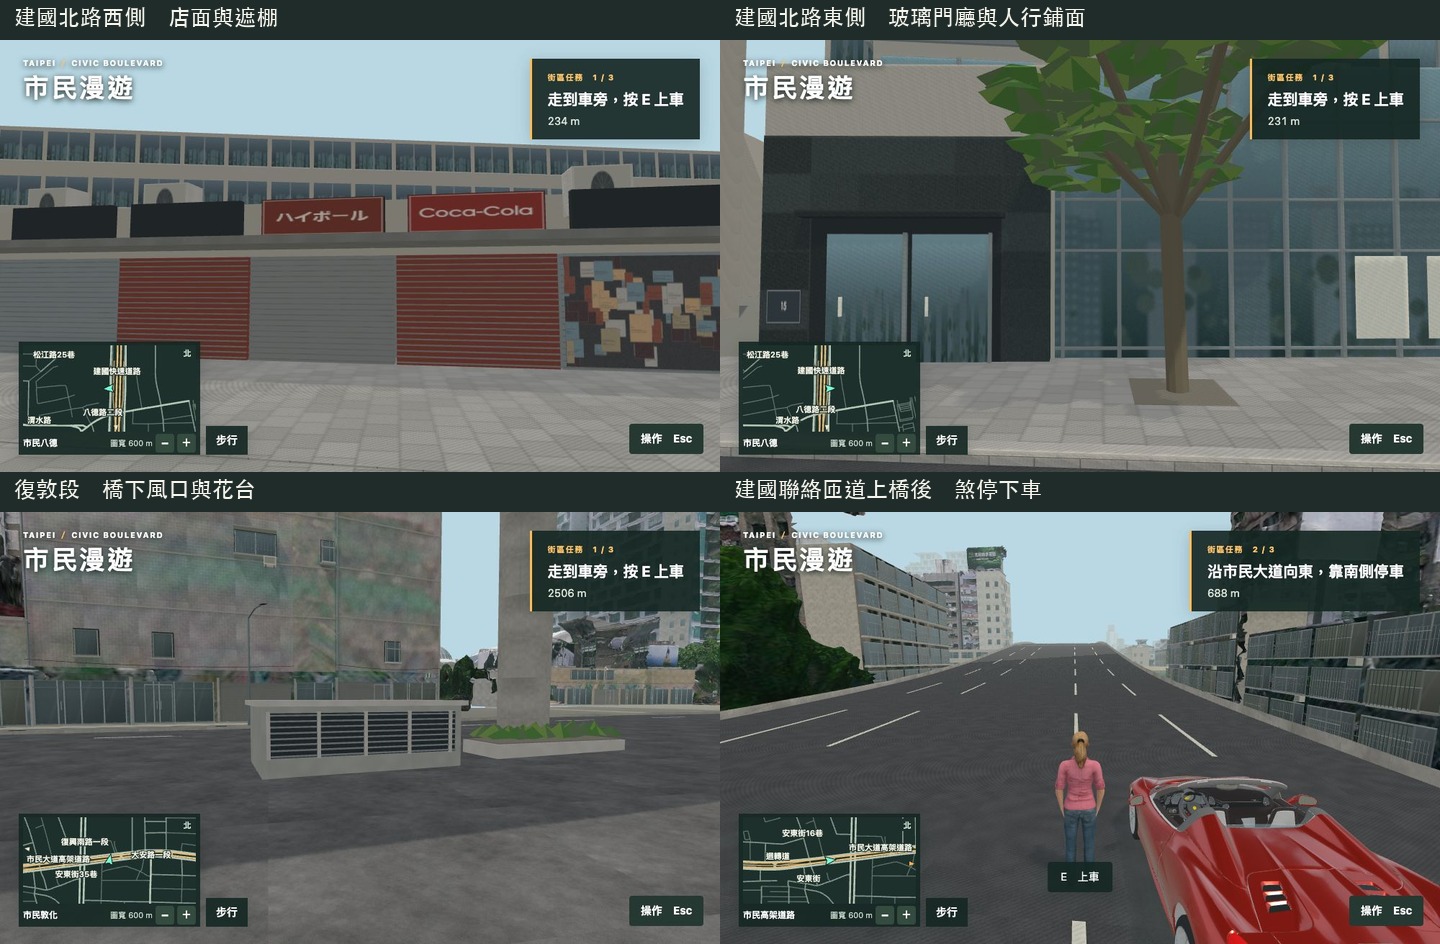 建國北路西側　店面與遮棚
TAIPEI / CIVIC BOULEVARD
市民漫遊
街區任務 1 / 3
走到車旁，按 E 上車
234 m
ハイボール
Coca-Cola
松江路25巷
北
建國快速道路
八德路二段
渭水路
市民八德
圖寬 600 m
− +
步行
操作 Esc
建國北路東側　玻璃門廳與人行鋪面
TAIPEI / CIVIC BOULEVARD
市民漫遊
街區任務 1 / 3
走到車旁，按 E 上車
231 m
松江路25巷
北
建國快速道路
八德路二段
渭水路
市民八德
圖寬 600 m
− +
步行
操作 Esc
復敦段　橋下風口與花台
TAIPEI / CIVIC BOULEVARD
市民漫遊
街區任務 1 / 3
走到車旁，按 E 上車
2506 m
北
復興南路一段
市民大道高架道路
大安路一段
安東街35巷
市民敦化
圖寬 600 m
− +
步行
操作 Esc
建國聯絡匝道上橋後　煞停下車
TAIPEI / CIVIC BOULEVARD
市民漫遊
街區任務 2 / 3
沿市民大道向東，靠南側停車
688 m
北
安東街16巷
市民大道高架道路
迴轉道
安東街
市民高架道路
圖寬 600 m
− +
步行
E 上車
操作 Esc